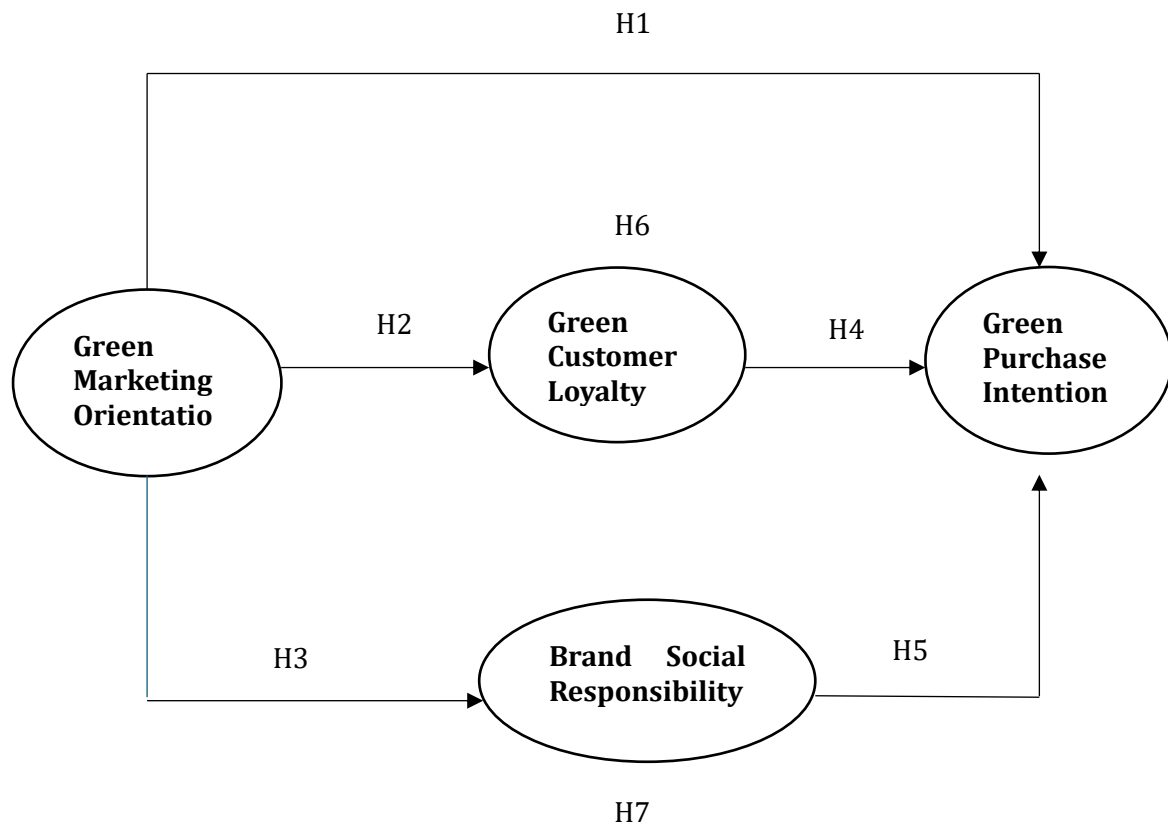 H1
H6
Green
Marketing
Orientatio
H2
Green
Customer
Loyalty
H4
Green
Purchase
Intention
H3
Brand Social
Responsibility
H5
H7